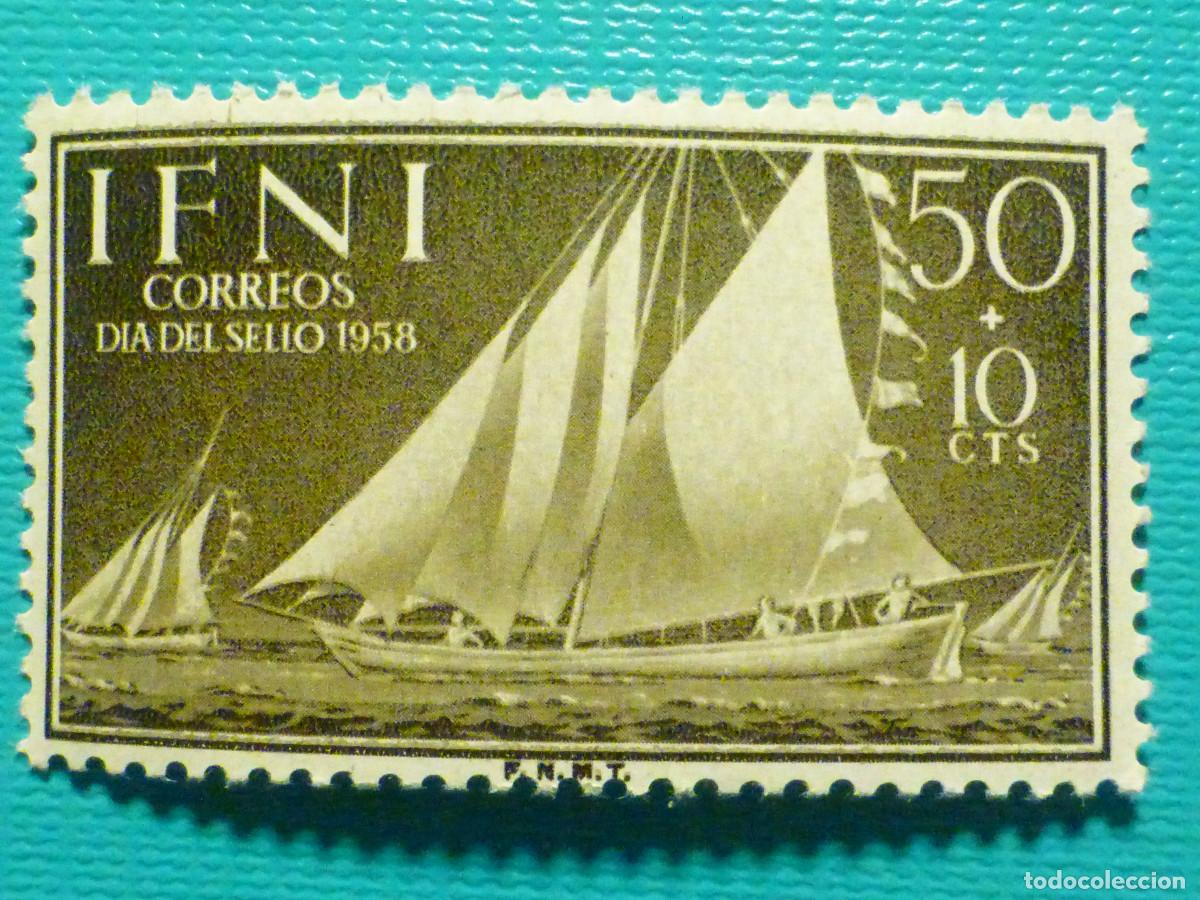 IFNI
CORREOS
DIA DEL SELLO 1958
50
+
10
CTS
F.N.M.T.
todocoleccion